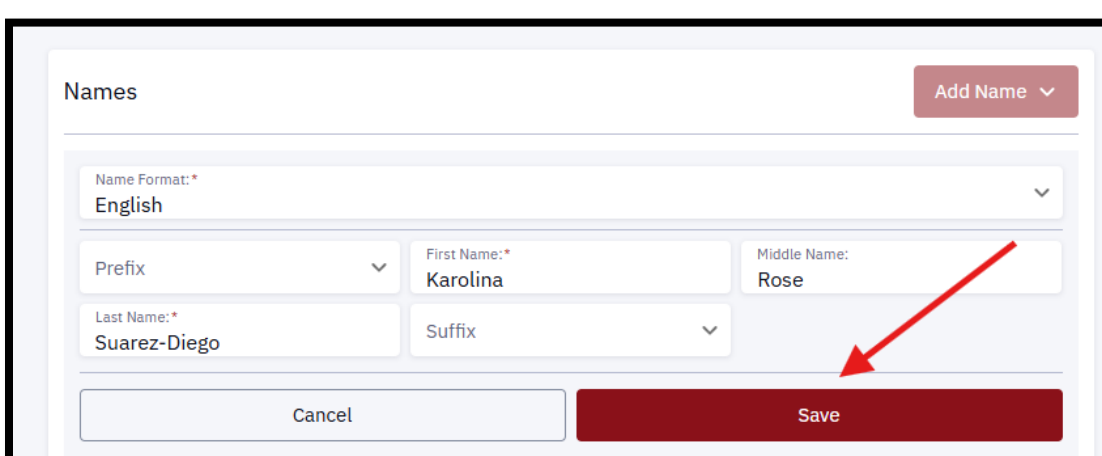 Names
Add Name
Name Format:*
English
Prefix
First Name:*
Karolina
Middle Name:
Rose
Last Name:*
Suarez-Diego
Suffix
Cancel
Save